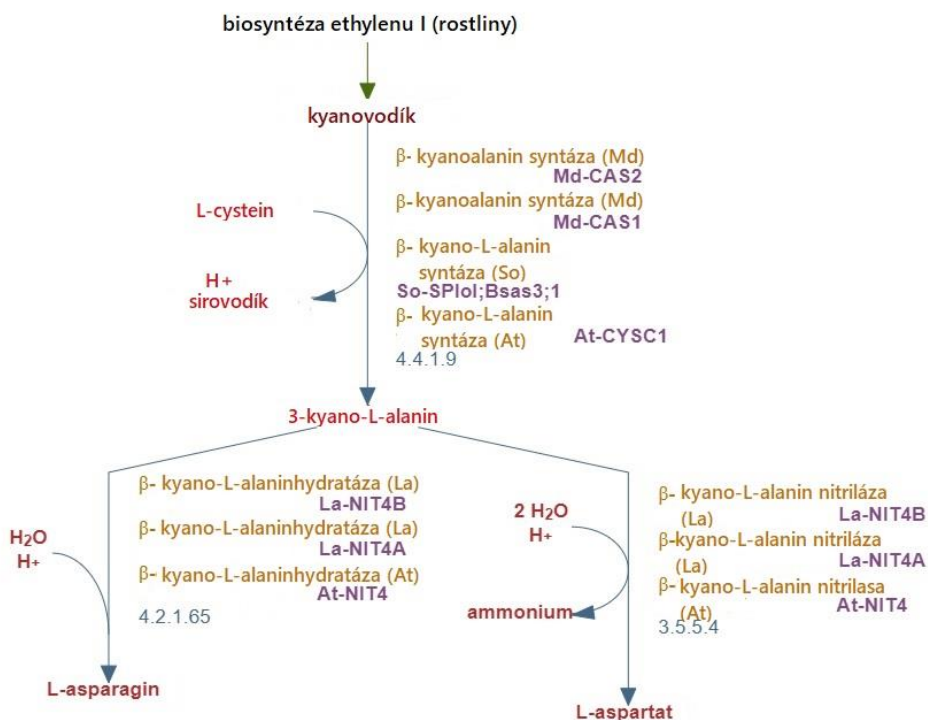 biosyntéza ethylenu I (rostliny)
kyanovodík
β- kyanoalanin syntáza (Md)
Md-CAS2
β- kyanoalanin syntáza (Md)
Md-CAS1
L-cystein
β- kyano-L-alanin
syntáza (So)
So-SPIol;Bsas3;1
H+
sirovodík
β- kyano-L-alanin
syntáza (At)
At-CYSC1
4.4.1.9
3-kyano-L-alanin
β- kyano-L-alaninhydratáza (La)
La-NIT4B
β- kyano-L-alaninhydratáza (La)
La-NIT4A
β- kyano-L-alaninhydratáza (At)
At-NIT4
4.2.1.65
H2O
H+
L-asparagin
2 H2O
H+
ammonium
β- kyano-L-alanin nitriláza
(La)
La-NIT4B
β-kyano-L-alanin nitriláza
(La)
La-NIT4A
β- kyano-L-alanin nitrilasa
(At)
At-NIT4
3.5.5.4
L-aspartat